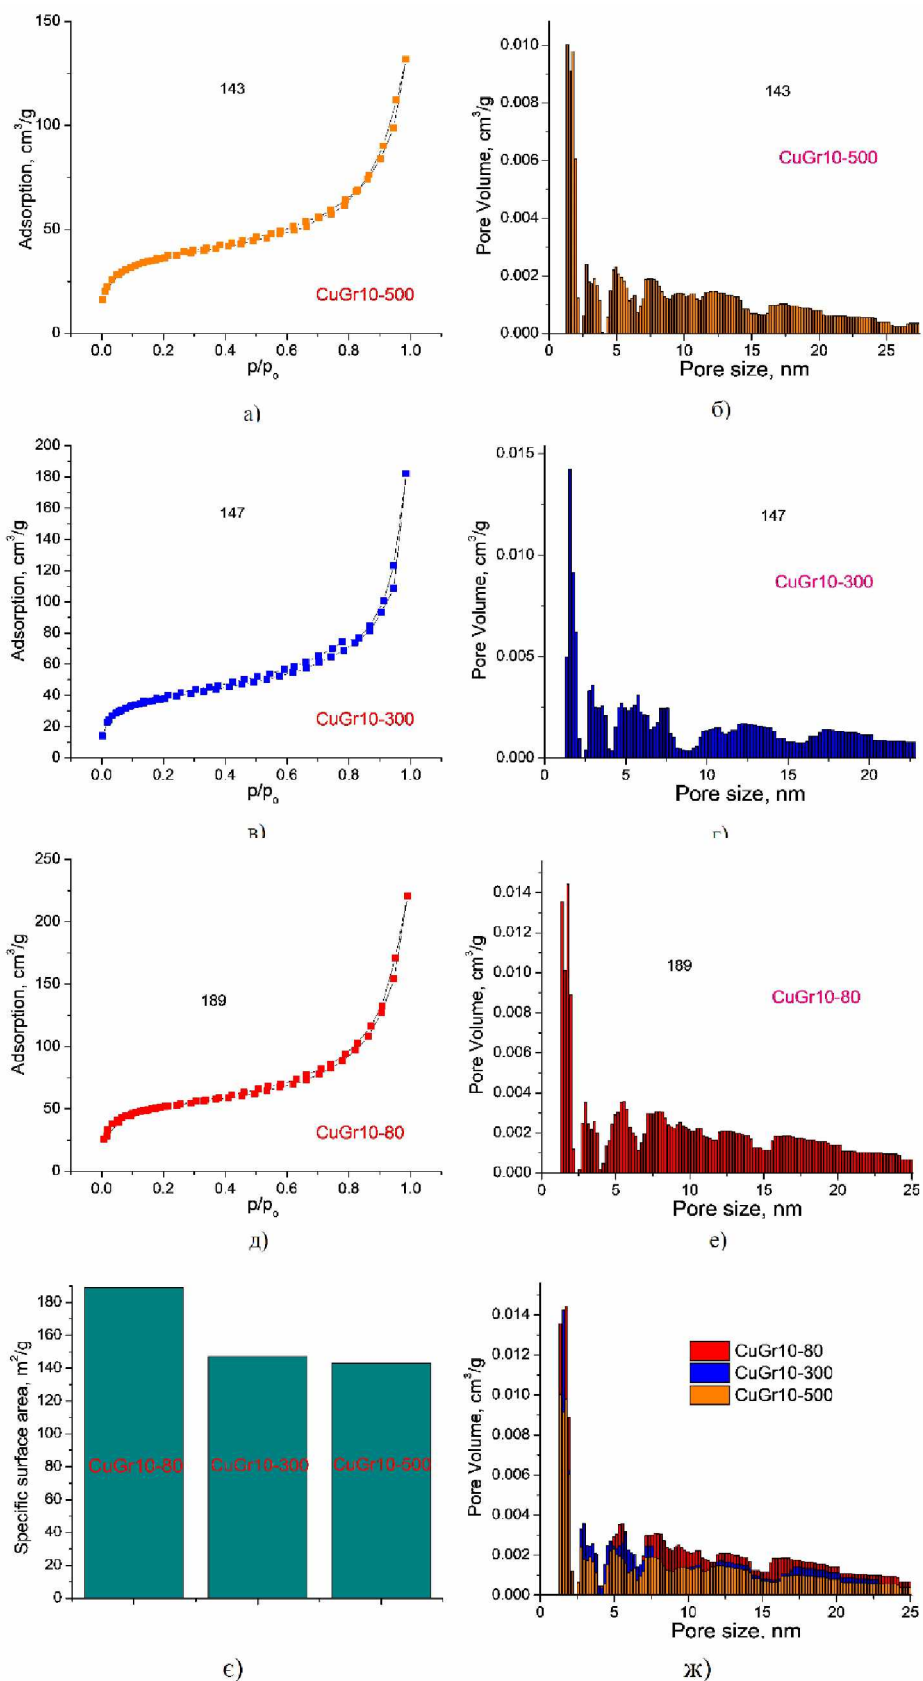 150
100
50
0
Adsorption, cm³/g
143
CuGr10-500
0.0 0.2 0.4 0.6 0.8 1.0
p/p₀
а)
0.010
0.008
0.006
0.004
0.002
0.000
Pore Volume, cm³/g
143
CuGr10-500
0 5 10 15 20 25
Pore size, nm
б)
200
180
160
140
120
100
80
60
40
20
0
Adsorption, cm³/g
147
CuGr10-300
0.0 0.2 0.4 0.6 0.8 1.0
p/p₀
в)
0.015
0.010
0.005
0.000
Pore Volume, cm³/g
147
CuGr10-300
0 5 10 15 20
Pore size, nm
г)
250
200
150
100
50
0
Adsorption, cm³/g
189
CuGr10-80
0.0 0.2 0.4 0.6 0.8 1.0
p/p₀
д)
0.014
0.012
0.010
0.008
0.006
0.004
0.002
0.000
Pore Volume, cm³/g
189
CuGr10-80
0 5 10 15 20 25
Pore size, nm
е)
180
160
140
120
100
80
60
40
20
0
Specific surface area, m²/g
CuGr10-80 CuGr10-300 CuGr10-500
є)
0.014
0.012
0.010
0.008
0.006
0.004
0.002
0.000
Pore Volume, cm³/g
CuGr10-80
CuGr10-300
CuGr10-500
0 5 10 15 20 25
Pore size, nm
ж)